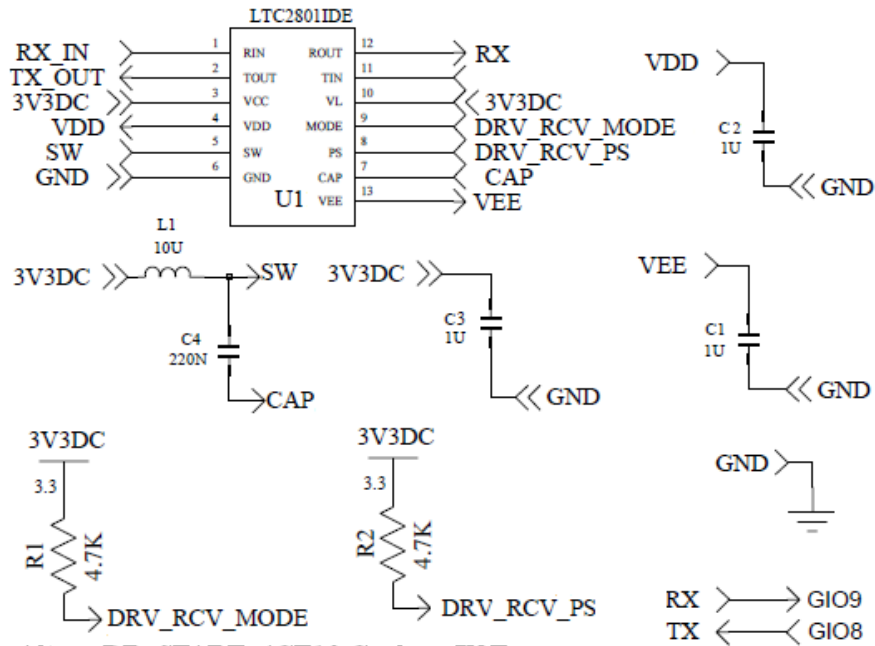 LTC2801IDE
RX_IN 1 RIN ROUT 12 RX
TX_OUT 2 TOUT TIN 11
3V3DC 3 VCC VL 10 3V3DC
VDD 4 VDD MODE 9 DRV_RCV_MODE
SW 5 SW PS 8 DRV_RCV_PS
GND 6 GND CAP 7 CAP
U1 VEE 13 VEE
VDD
C2
1U
GND
L1
10U
3V3DC SW
C4
220N
CAP
3V3DC
C3
1U
GND
VEE
C1
1U
GND
3V3DC
3.3
R1 4.7K
DRV_RCV_MODE
3V3DC
3.3
R2 4.7K
DRV_RCV_PS
GND
RX GIO9
TX GIO8